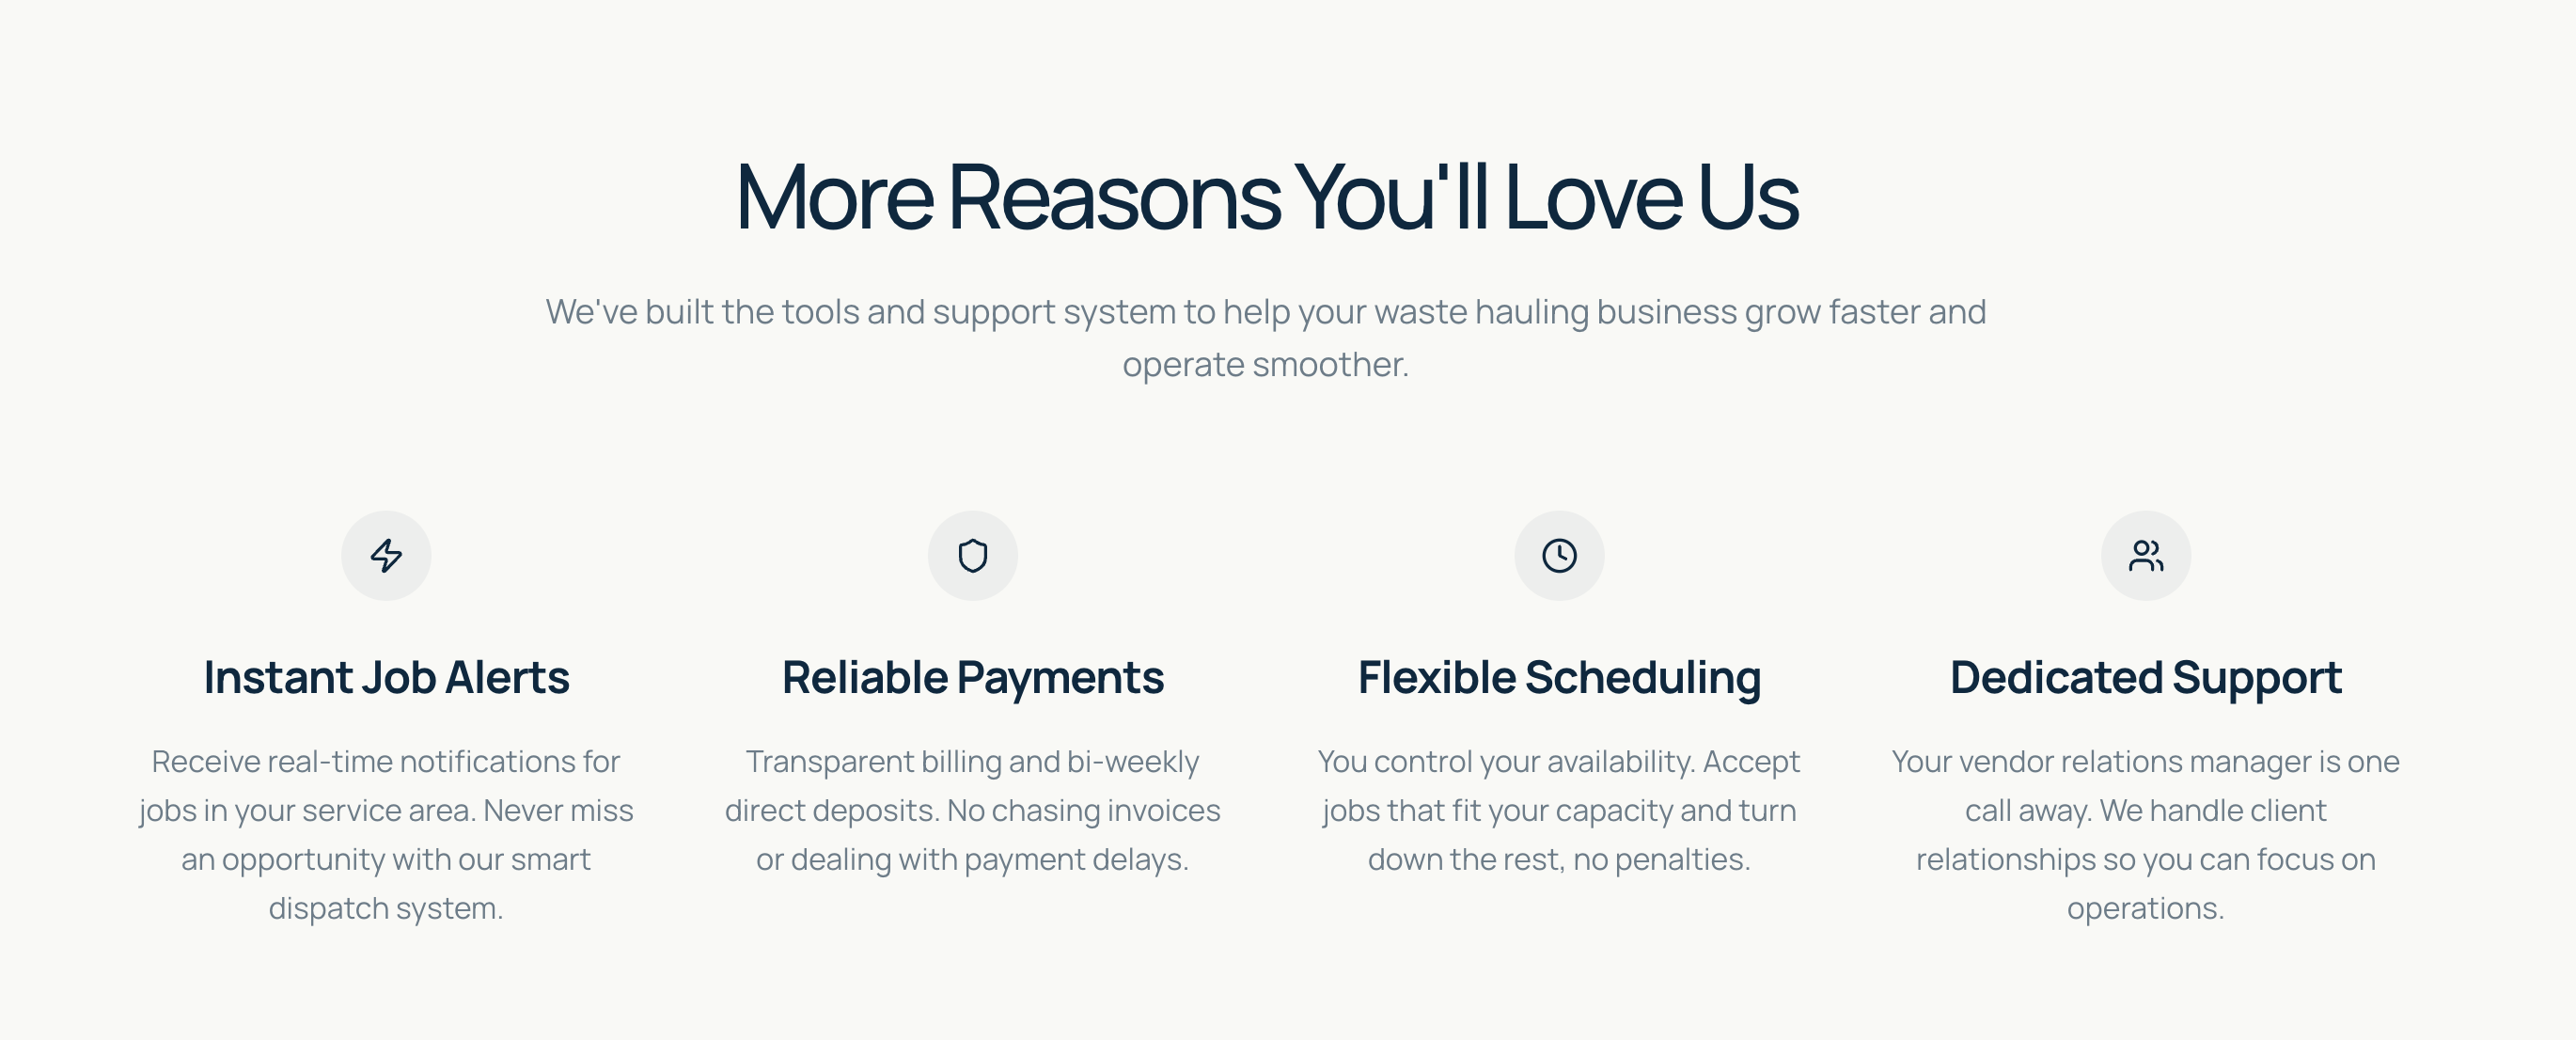 More Reasons You'll Love Us
We've built the tools and support system to help your waste hauling business grow faster and
operate smoother.
Instant Job Alerts
Receive real-time notifications for
jobs in your service area. Never miss
an opportunity with our smart
dispatch system.
Reliable Payments
Transparent billing and bi-weekly
direct deposits. No chasing invoices
or dealing with payment delays.
Flexible Scheduling
You control your availability. Accept
jobs that fit your capacity and turn
down the rest, no penalties.
Dedicated Support
Your vendor relations manager is one
call away. We handle client
relationships so you can focus on
operations.